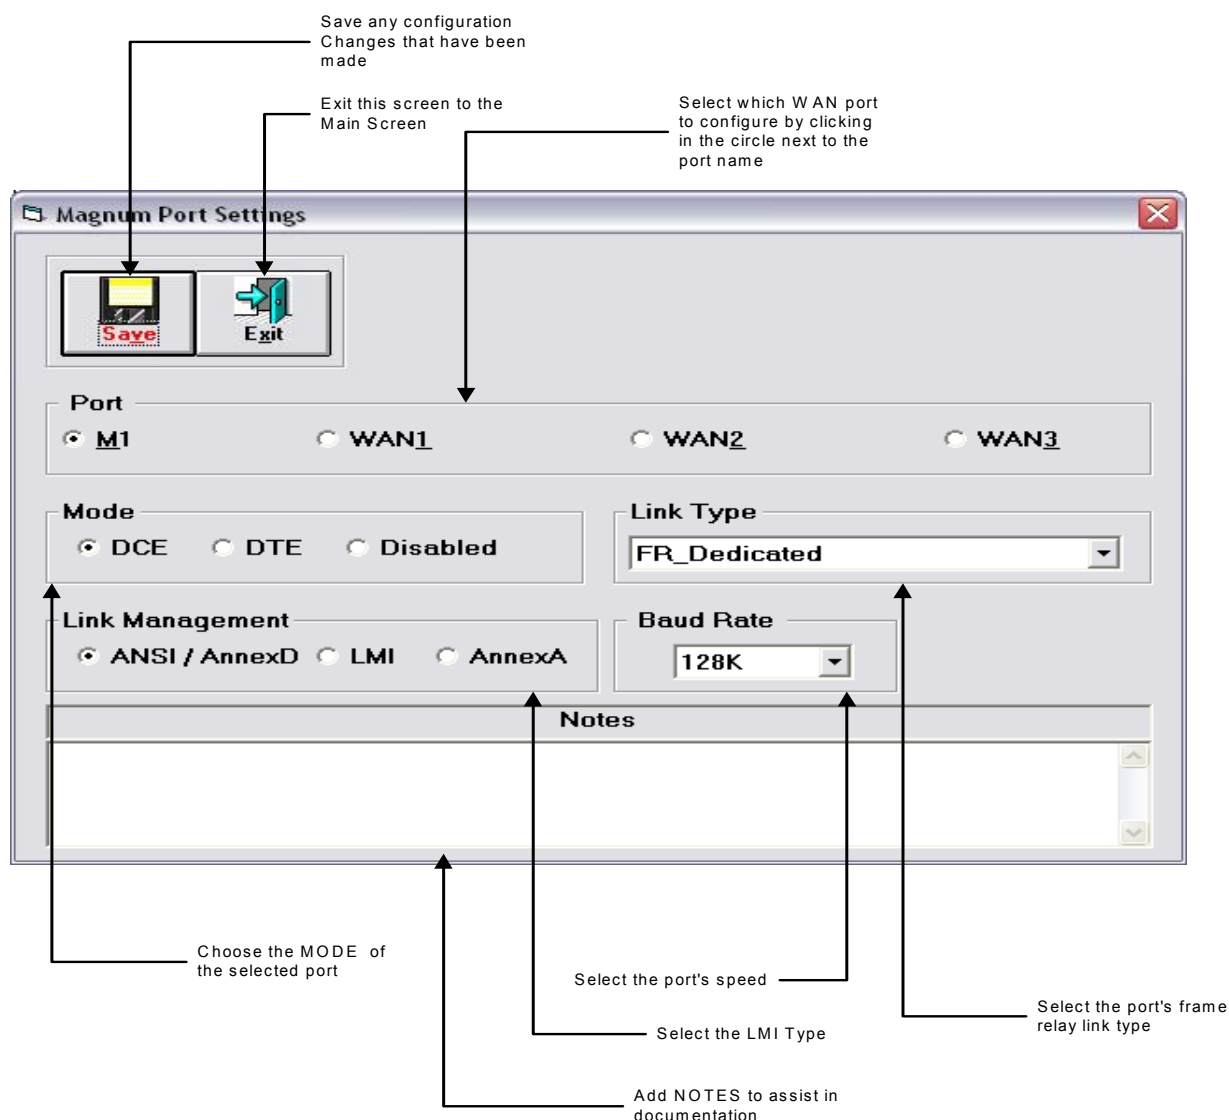 Save any configuration
Changes that have been
made
Exit this screen to the
Main Screen
Select which WAN port
to configure by clicking
in the circle next to the
port name
Magnum Port Settings
Save
Exit
Port
M1 WAN1 WAN2 WAN3
Mode
DCE DTE Disabled
Link Type
FR_Dedicated
Link Management
ANSI / AnnexD LMI AnnexA
Baud Rate
128K
Notes
Choose the MODE of
the selected port
Select the port's speed
Select the port's frame
relay link type
Select the LMI Type
Add NOTES to assist in
documentation